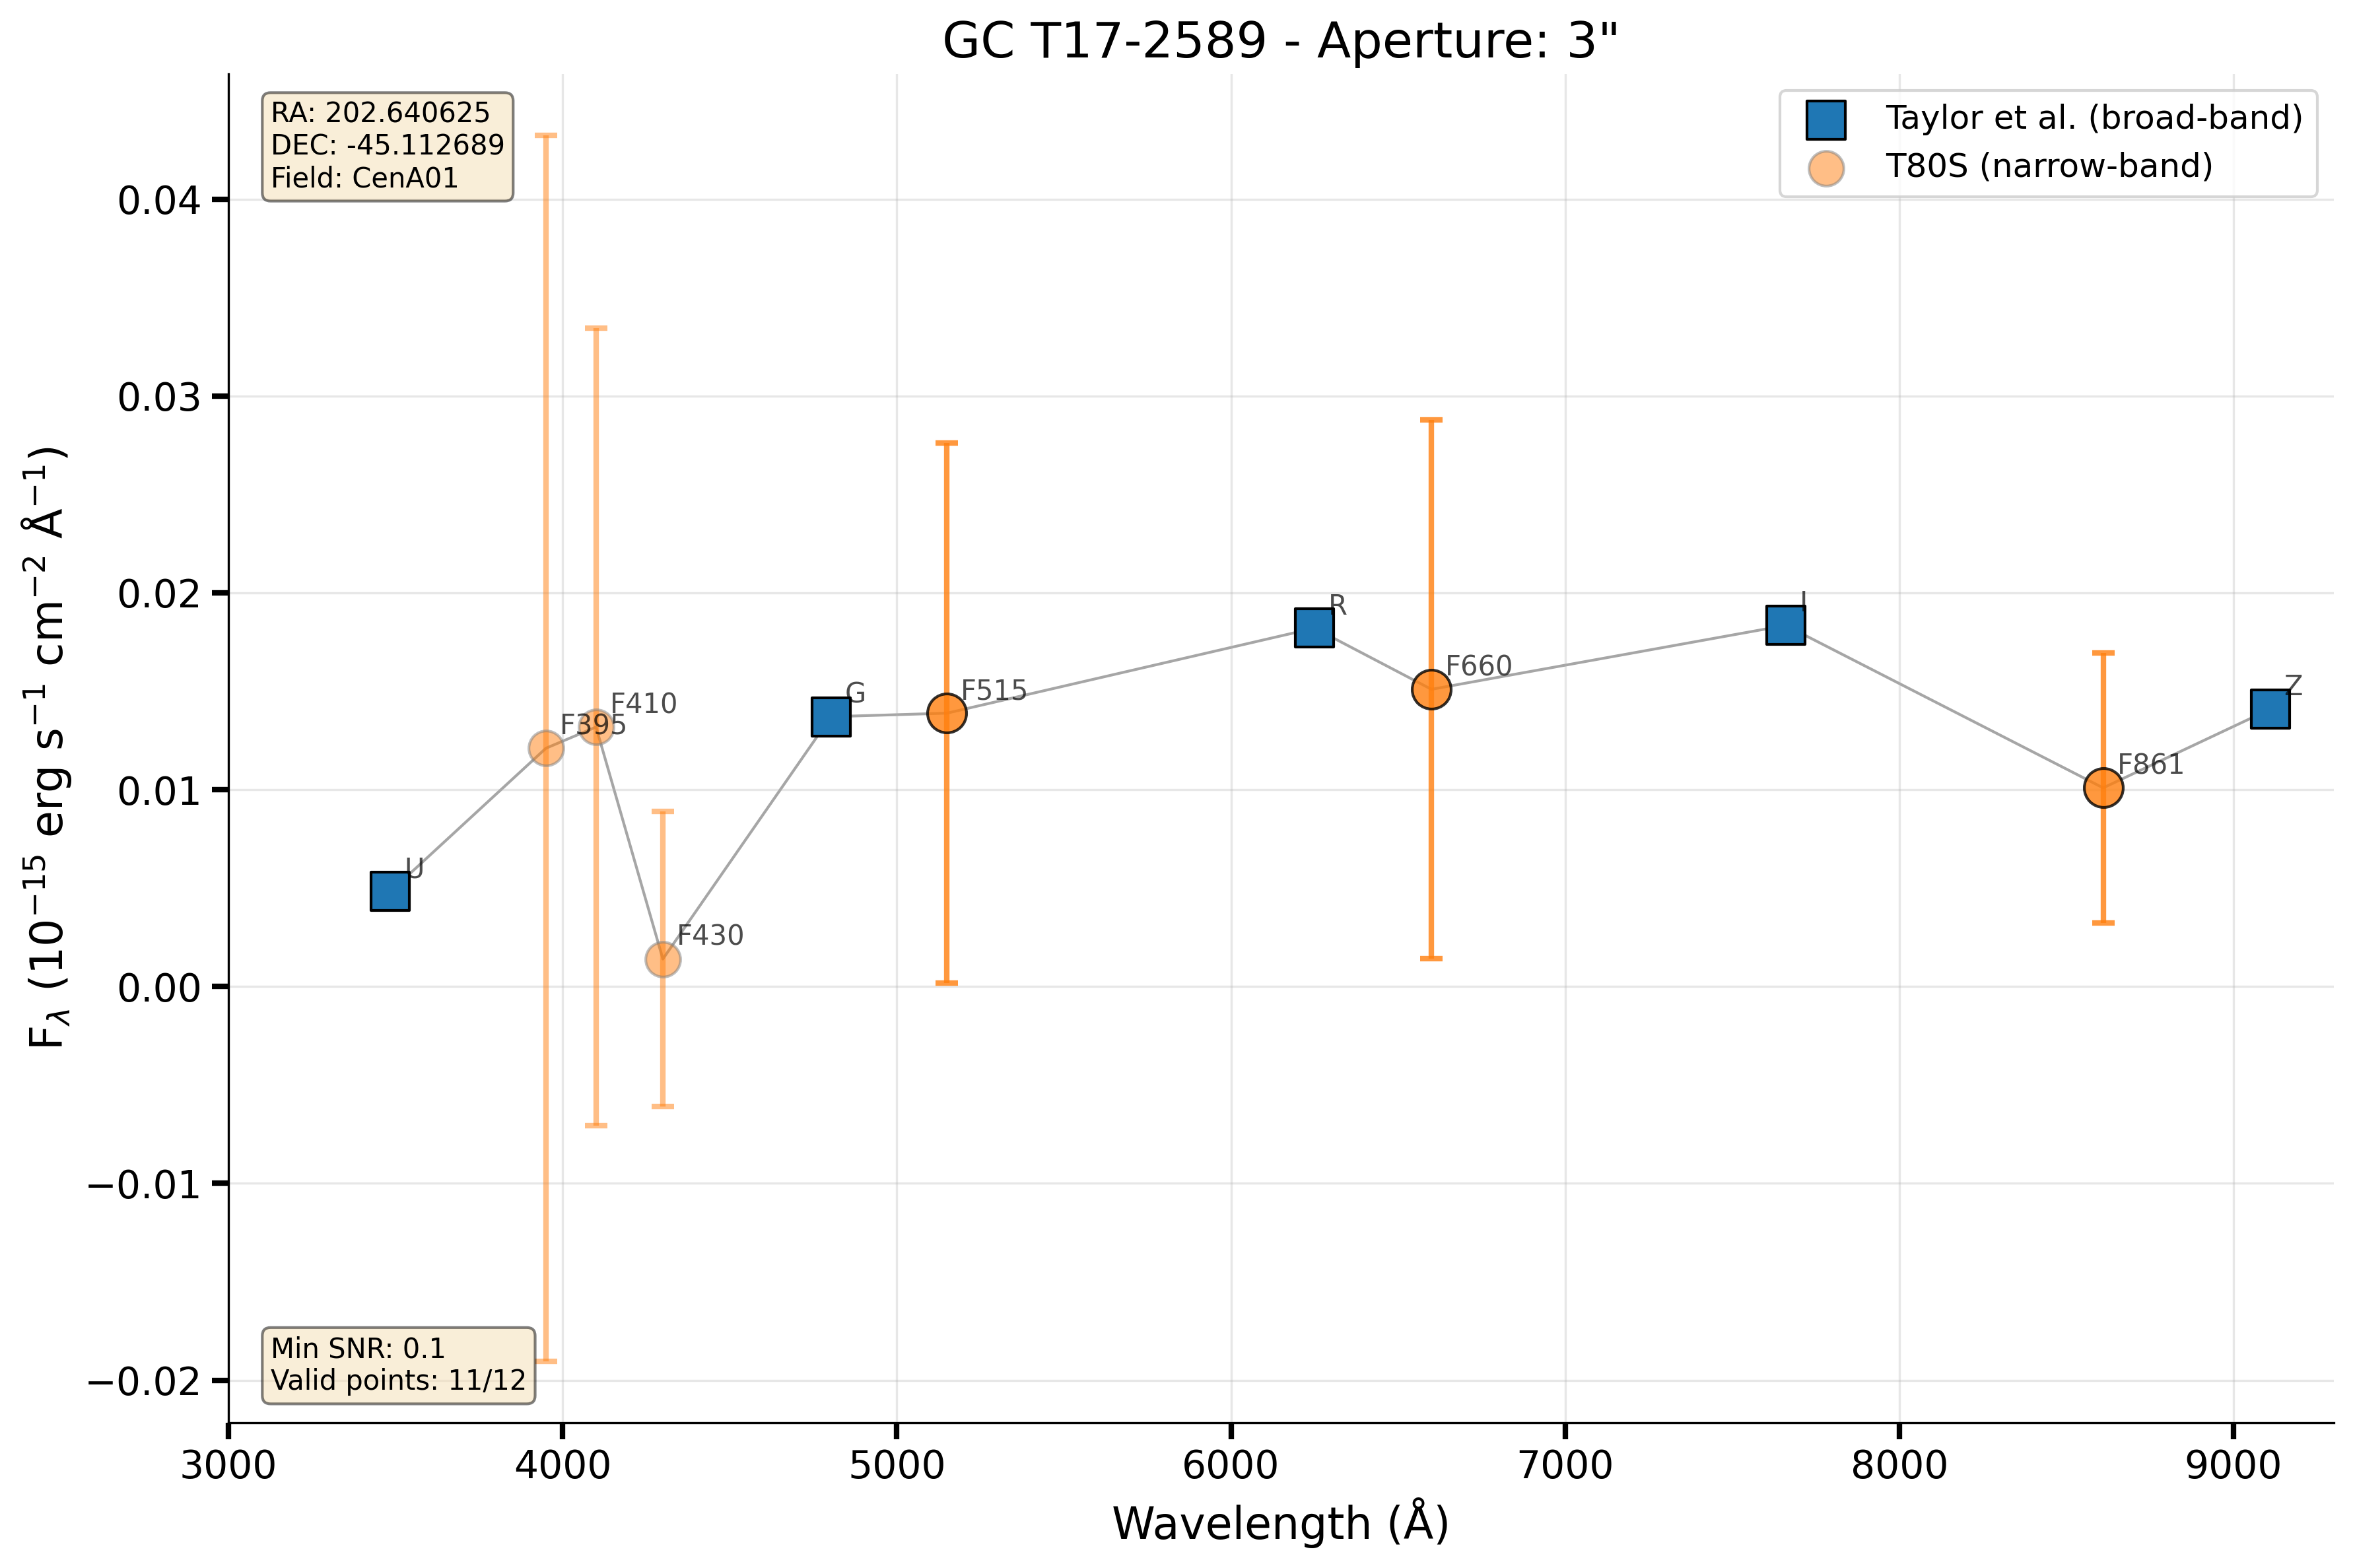 GC T17-2589 - Aperture: 3"
RA: 202.640625
DEC: -45.112689
Field: CenA01
Taylor et al. (broad-band)
T80S (narrow-band)
0.04
0.03
0.02
0.01
0.00
−0.01
−0.02
F$_{λ}$ (10$^{−15}$ erg s$^{−1}$ cm$^{−2}$ Å$^{−1}$)
U
F395
F410
F430
G
F515
R
F660
I
F861
Z
Min SNR: 0.1
Valid points: 11/12
3000
4000
5000
6000
7000
8000
9000
Wavelength (Å)